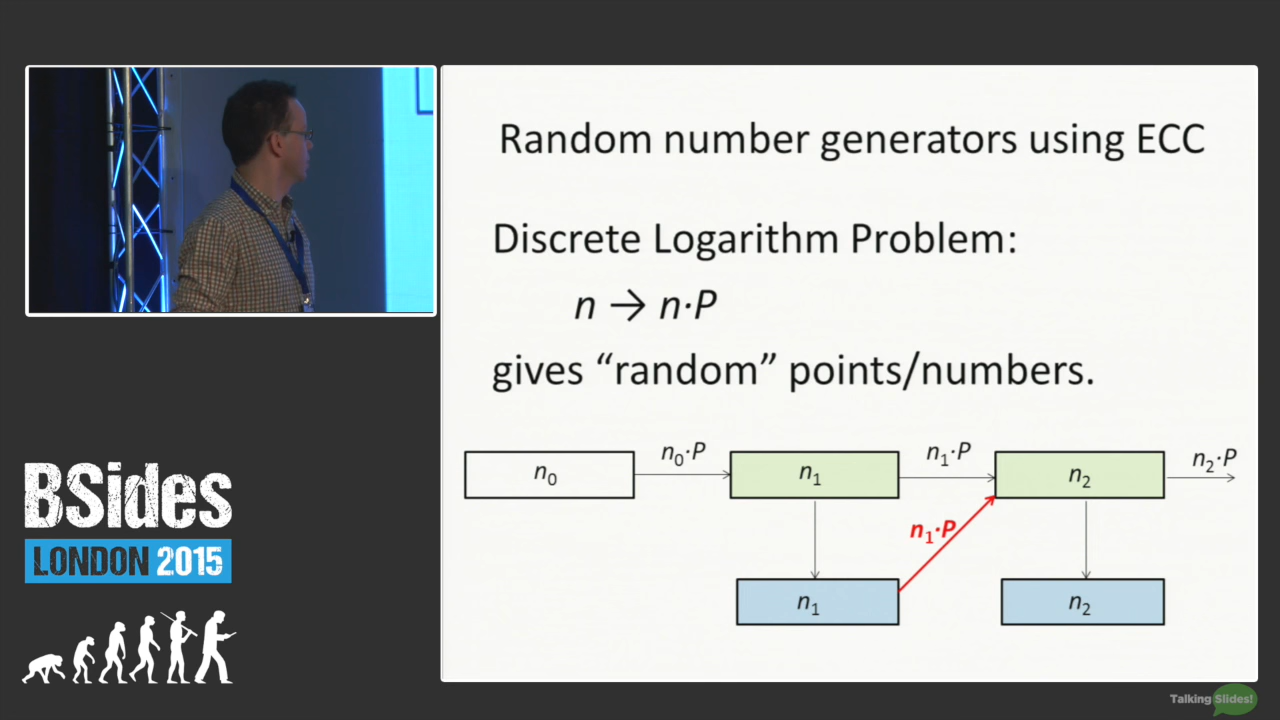 Random number generators using ECC
Discrete Logarithm Problem:
n → n·P
gives “random” points/numbers.
n₀
n₀·P
n₁
n₁·P
n₂
n₂·P
n₁·P
n₁
n₂
BSides
LONDON 2015
Talking Slides!